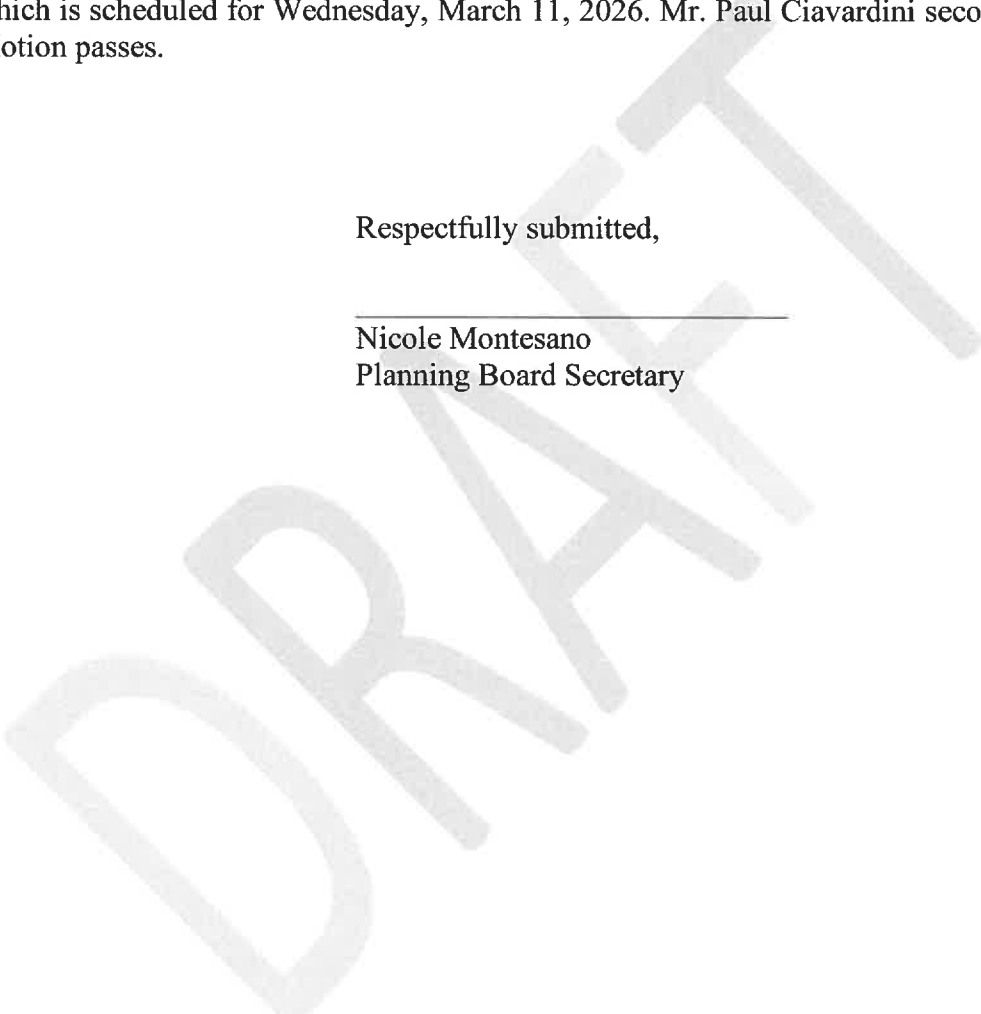 hich is scheduled for Wednesday, March 11, 2026. Mr. Paul Ciavardini seco
otion passes.
Respectfully submitted,
Nicole Montesano
Planning Board Secretary
DRAFT